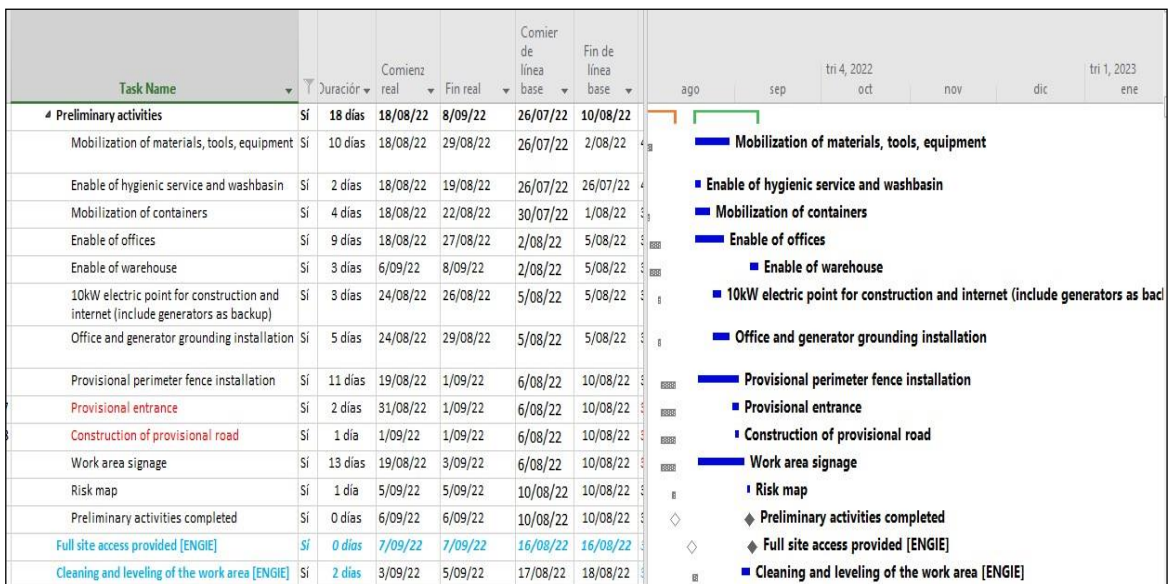 Comier
de
línea
base
Fin de
línea
base
Task Name
Duración
Comienz
real
Fin real
tri 4, 2022
tri 1, 2023
ago sep oct nov dic ene
Preliminary activities Sí 18 días 18/08/22 8/09/22 26/07/22 10/08/22
Mobilization of materials, tools, equipment Sí 10 días 18/08/22 29/08/22 26/07/22 2/08/22 Mobilization of materials, tools, equipment
Enable of hygienic service and washbasin Sí 2 días 18/08/22 19/08/22 26/07/22 26/07/22 Enable of hygienic service and washbasin
Mobilization of containers Sí 4 días 18/08/22 22/08/22 30/07/22 1/08/22 Mobilization of containers
Enable of offices Sí 9 días 18/08/22 27/08/22 2/08/22 5/08/22 Enable of offices
Enable of warehouse Sí 3 días 6/09/22 8/09/22 2/08/22 5/08/22 Enable of warehouse
10kW electric point for construction and Sí 3 días 24/08/22 26/08/22 5/08/22 5/08/22 10kW electric point for construction and internet (include generators as bac
internet (include generators as backup)
Office and generator grounding installation Sí 5 días 24/08/22 29/08/22 5/08/22 5/08/22 Office and generator grounding installation
Provisional perimeter fence installation Sí 11 días 19/08/22 1/09/22 6/08/22 10/08/22 Provisional perimeter fence installation
Provisional entrance Sí 2 días 31/08/22 1/09/22 6/08/22 10/08/22 Provisional entrance
Construction of provisional road Sí 1 día 1/09/22 1/09/22 6/08/22 10/08/22 Construction of provisional road
Work area signage Sí 13 días 19/08/22 3/09/22 6/08/22 10/08/22 Work area signage
Risk map Sí 1 día 5/09/22 5/09/22 10/08/22 10/08/22 Risk map
Preliminary activities completed Sí 0 días 6/09/22 6/09/22 10/08/22 10/08/22 Preliminary activities completed
Full site access provided [ENGIE] Sí 0 días 7/09/22 7/09/22 16/08/22 16/08/22 Full site access provided [ENGIE]
Cleaning and leveling of the work area [ENGIE] Sí 2 días 3/09/22 5/09/22 17/08/22 18/08/22 Cleaning and leveling of the work area [ENGIE]